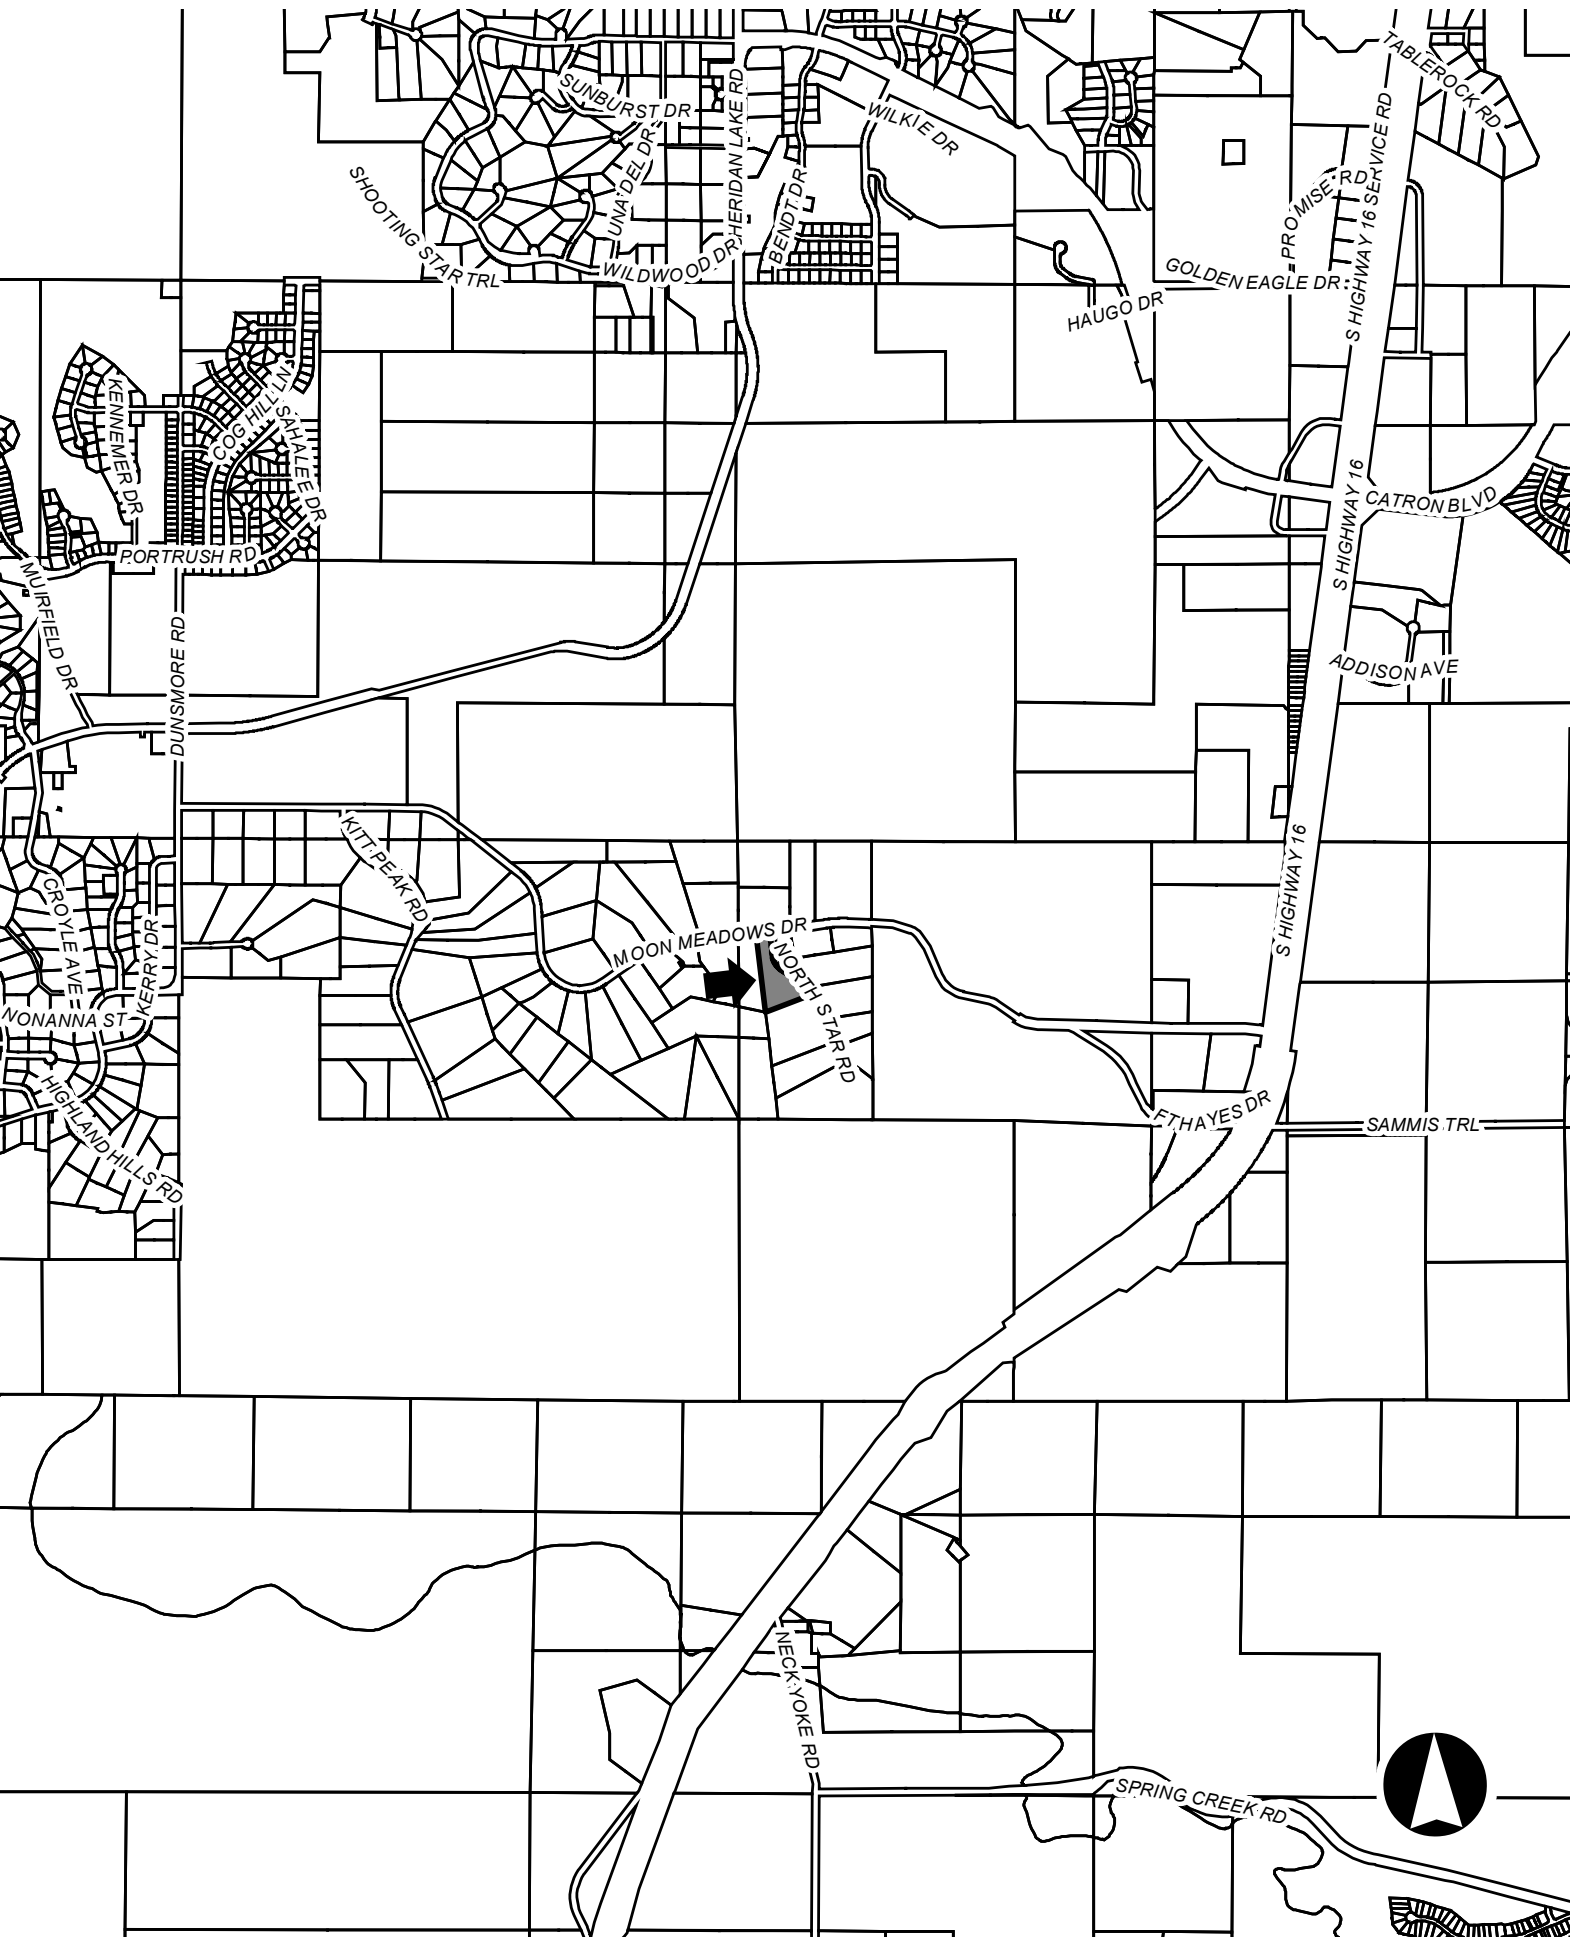 TABLEROCK RD
SUNBURST DR
SHERIDAN LAKE RD
WILKIE DR
S HIGHWAY 16 SERVICE RD
UNA DEL DR
SHOOTING STAR TRL
BENDT DR
PROMISE RD
WILDWOOD DR
GOLDEN EAGLE DR
HAUGO DR
S HIGHWAY 16
KENNEMER DR
COG HILL LN
SAHALEE DR
CATRON BLVD
S HIGHWAY 16
PORTRUSH RD
MUIRFIELD DR
DUNSMORE RD
ADDISON AVE
KITT PEAK RD
S HIGHWAY 16
CROYLE AVE
KERRY DR
MOON MEADOWS DR
NORTH STAR RD
NONANNA ST
HIGHLAND HILLS RD
FT HAYES DR
SAMMIS TRL
NECK YOKE RD
SPRING CREEK RD